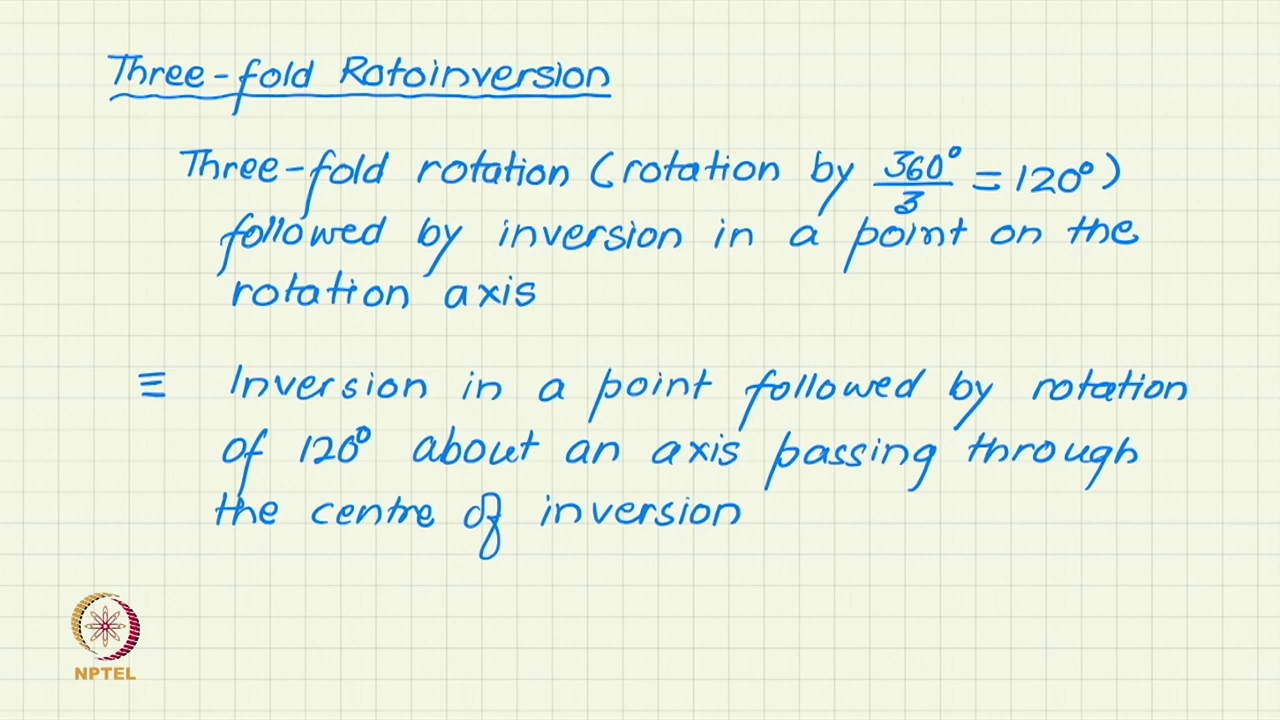 Three-fold Rotoinversion
Three-fold rotation (rotation by 360°/3 = 120°)
followed by inversion in a point on the
rotation axis
≡ Inversion in a point followed by rotation
of 120° about an axis passing through
the centre of inversion
NPTEL